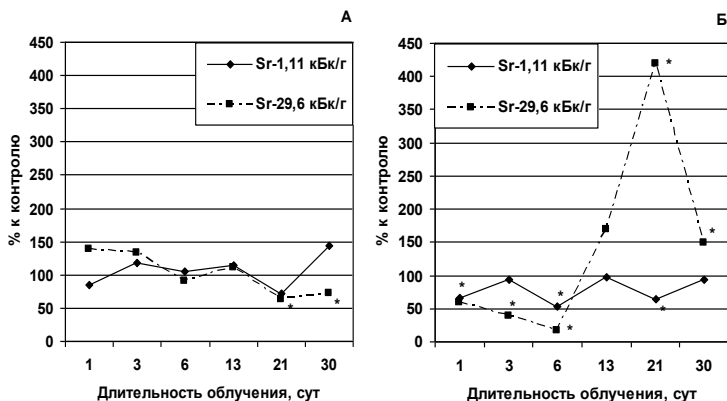 А
450
400
350
300
250
200
150
100
50
0
% к контролю
Sr-1,11 кБк/г
Sr-29,6 кБк/г
*
*
1 3 6 13 21 30
Длительность облучения, сут
Б
450
400
350
300
250
200
150
100
50
0
% к контролю
Sr-1,11 кБк/г
Sr-29,6 кБк/г
*
*
*
*
*
*
*
1 3 6 13 21 30
Длительность облучения, сут